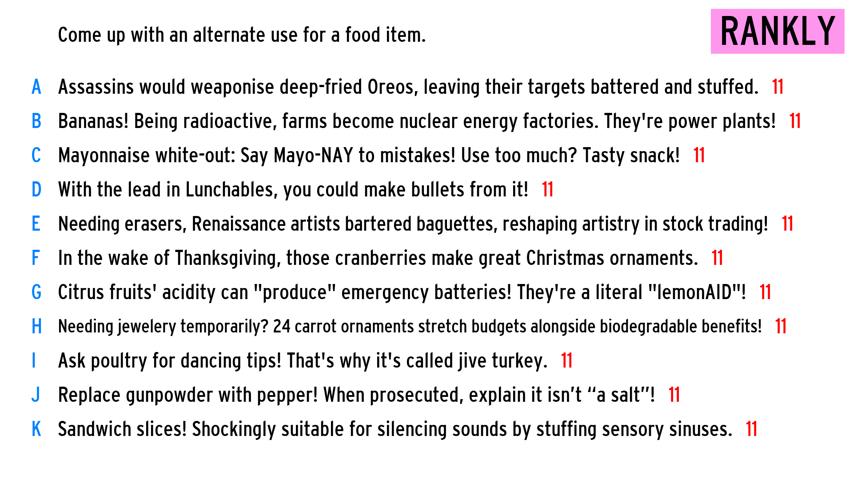 Come up with an alternate use for a food item.
RANKLY
A Assassins would weaponise deep-fried Oreos, leaving their targets battered and stuffed. 11
B Bananas! Being radioactive, farms become nuclear energy factories. They're power plants! 11
C Mayonnaise white-out: Say Mayo-NAY to mistakes! Use too much? Tasty snack! 11
D With the lead in Lunchables, you could make bullets from it! 11
E Needing erasers, Renaissance artists bartered baguettes, reshaping artistry in stock trading! 11
F In the wake of Thanksgiving, those cranberries make great Christmas ornaments. 11
G Citrus fruits' acidity can "produce" emergency batteries! They're a literal "lemonAID"! 11
H Needing jewelery temporarily? 24 carrot ornaments stretch budgets alongside biodegradable benefits! 11
I Ask poultry for dancing tips! That's why it's called jive turkey. 11
J Replace gunpowder with pepper! When prosecuted, explain it isn’t “a salt”! 11
K Sandwich slices! Shockingly suitable for silencing sounds by stuffing sensory sinuses. 11